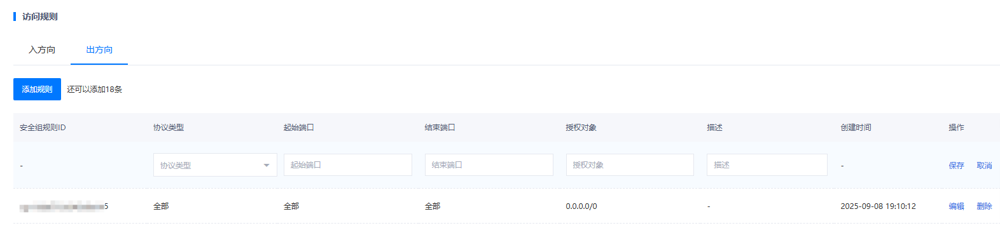 访问规则
入方向 出方向
添加规则 还可以添加18条
安全组规则ID 协议类型 起始端口 结束端口 授权对象 描述 创建时间 操作
- 协议类型 起始端口 结束端口 授权对象 描述 - 保存 取消
5 全部 全部 全部 0.0.0.0/0 - 2025-09-08 19:10:12 编辑 删除